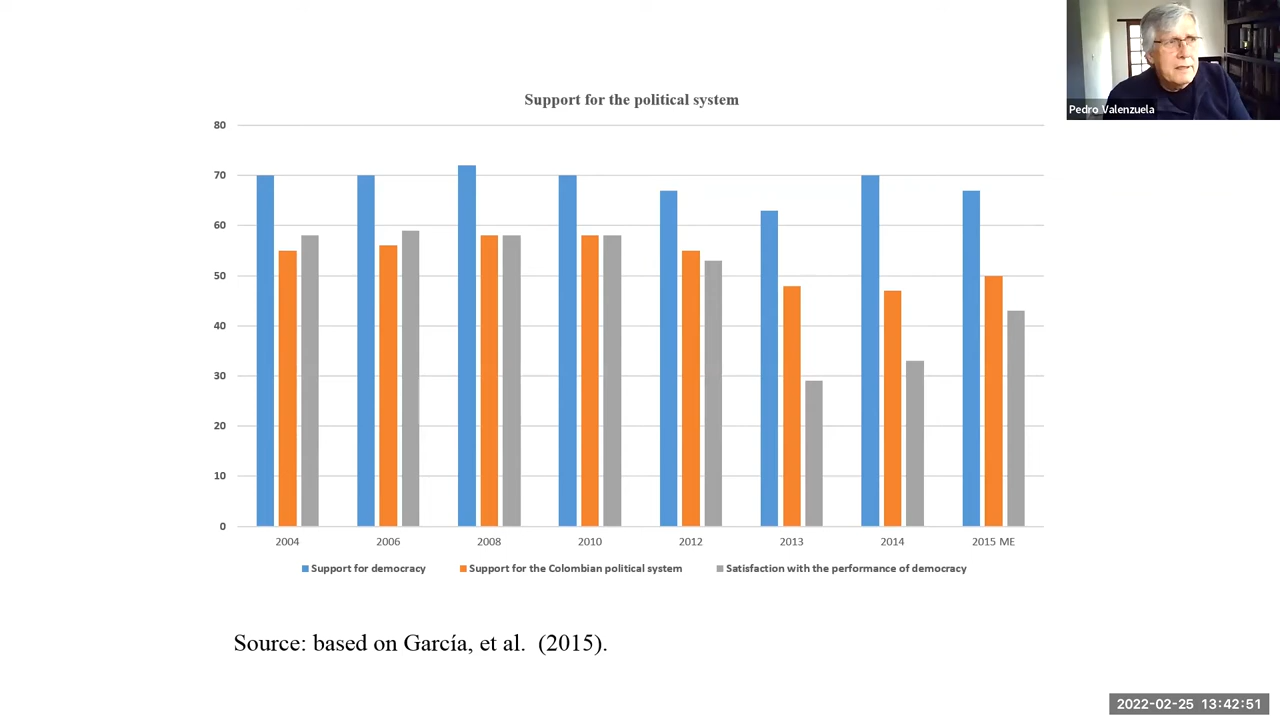 Pedro Valenzuela
Support for the political system
80
70
60
50
40
30
20
10
0
2004 2006 2008 2010 2012 2013 2014 2015 ME
Support for democracy Support for the Colombian political system Satisfaction with the performance of democracy
Source: based on García, et al. (2015).
2022-02-25 13:42:51